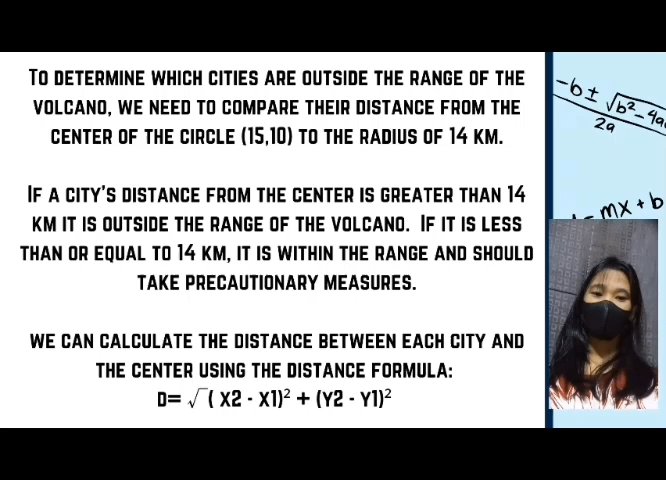 To determine which cities are outside the range of the
volcano, we need to compare their distance from the
center of the circle (15,10) to the radius of 14 km.
If a city's distance from the center is greater than 14
km it is outside the range of the volcano. If it is less
than or equal to 14 km, it is within the range and should
take precautionary measures.
we can calculate the distance between each city and
the center using the distance formula:
D= √( x2 - x1)² + (y2 - y1)²
-b ± √b² - 4a
2a
= mx + b